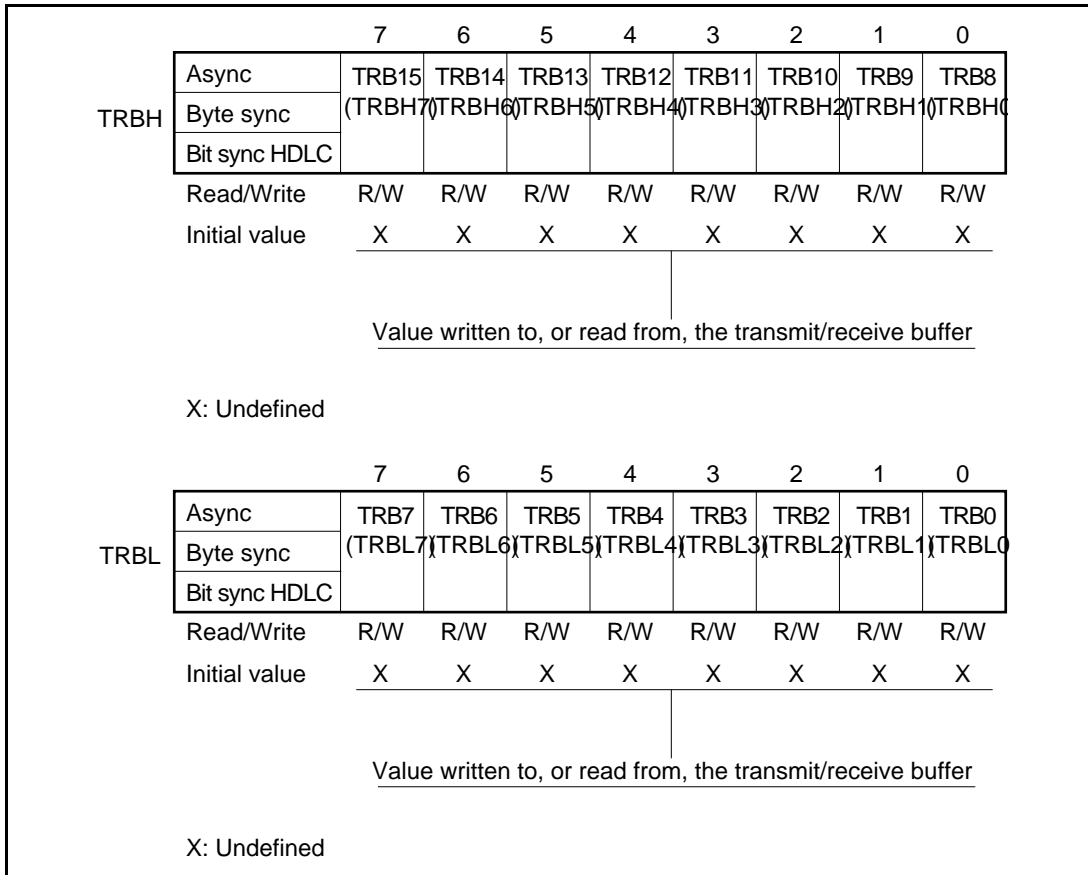 7 6 5 4 3 2 1 0
TRBH
Async TRB15 TRB14 TRB13 TRB12 TRB11 TRB10 TRB9 TRB8
Byte sync (TRBH7) (TRBH6) (TRBH5) (TRBH4) (TRBH3) (TRBH2) (TRBH1) (TRBH0
Bit sync HDLC
Read/Write R/W R/W R/W R/W R/W R/W R/W R/W
Initial value X X X X X X X X
Value written to, or read from, the transmit/receive buffer
X: Undefined
7 6 5 4 3 2 1 0
TRBL
Async TRB7 TRB6 TRB5 TRB4 TRB3 TRB2 TRB1 TRB0
Byte sync (TRBL7) (TRBL6) (TRBL5) (TRBL4) (TRBL3) (TRBL2) (TRBL1) (TRBL0
Bit sync HDLC
Read/Write R/W R/W R/W R/W R/W R/W R/W R/W
Initial value X X X X X X X X
Value written to, or read from, the transmit/receive buffer
X: Undefined